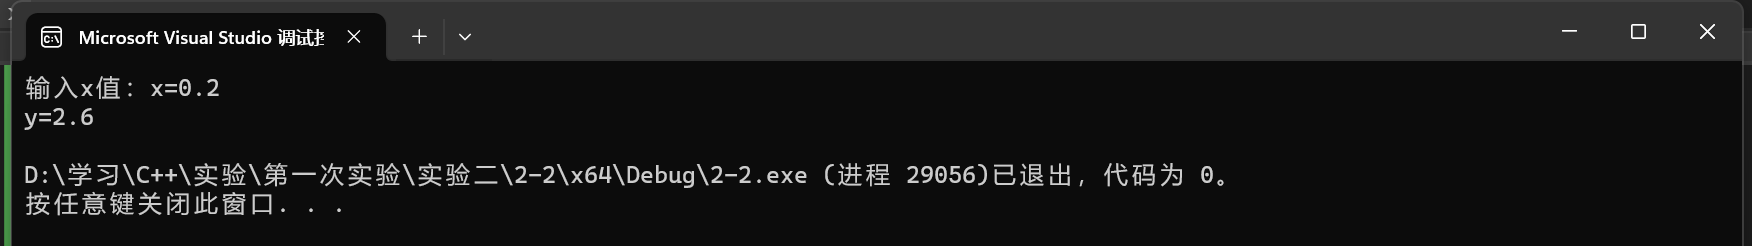 Microsoft Visual Studio 调试
输入x值：x=0.2
y=2.6
D:\学习\C++\实验\第一次实验\实验二\2-2\x64\Debug\2-2.exe (进程 29056)已退出，代码为 0。
按任意键关闭此窗口. . .